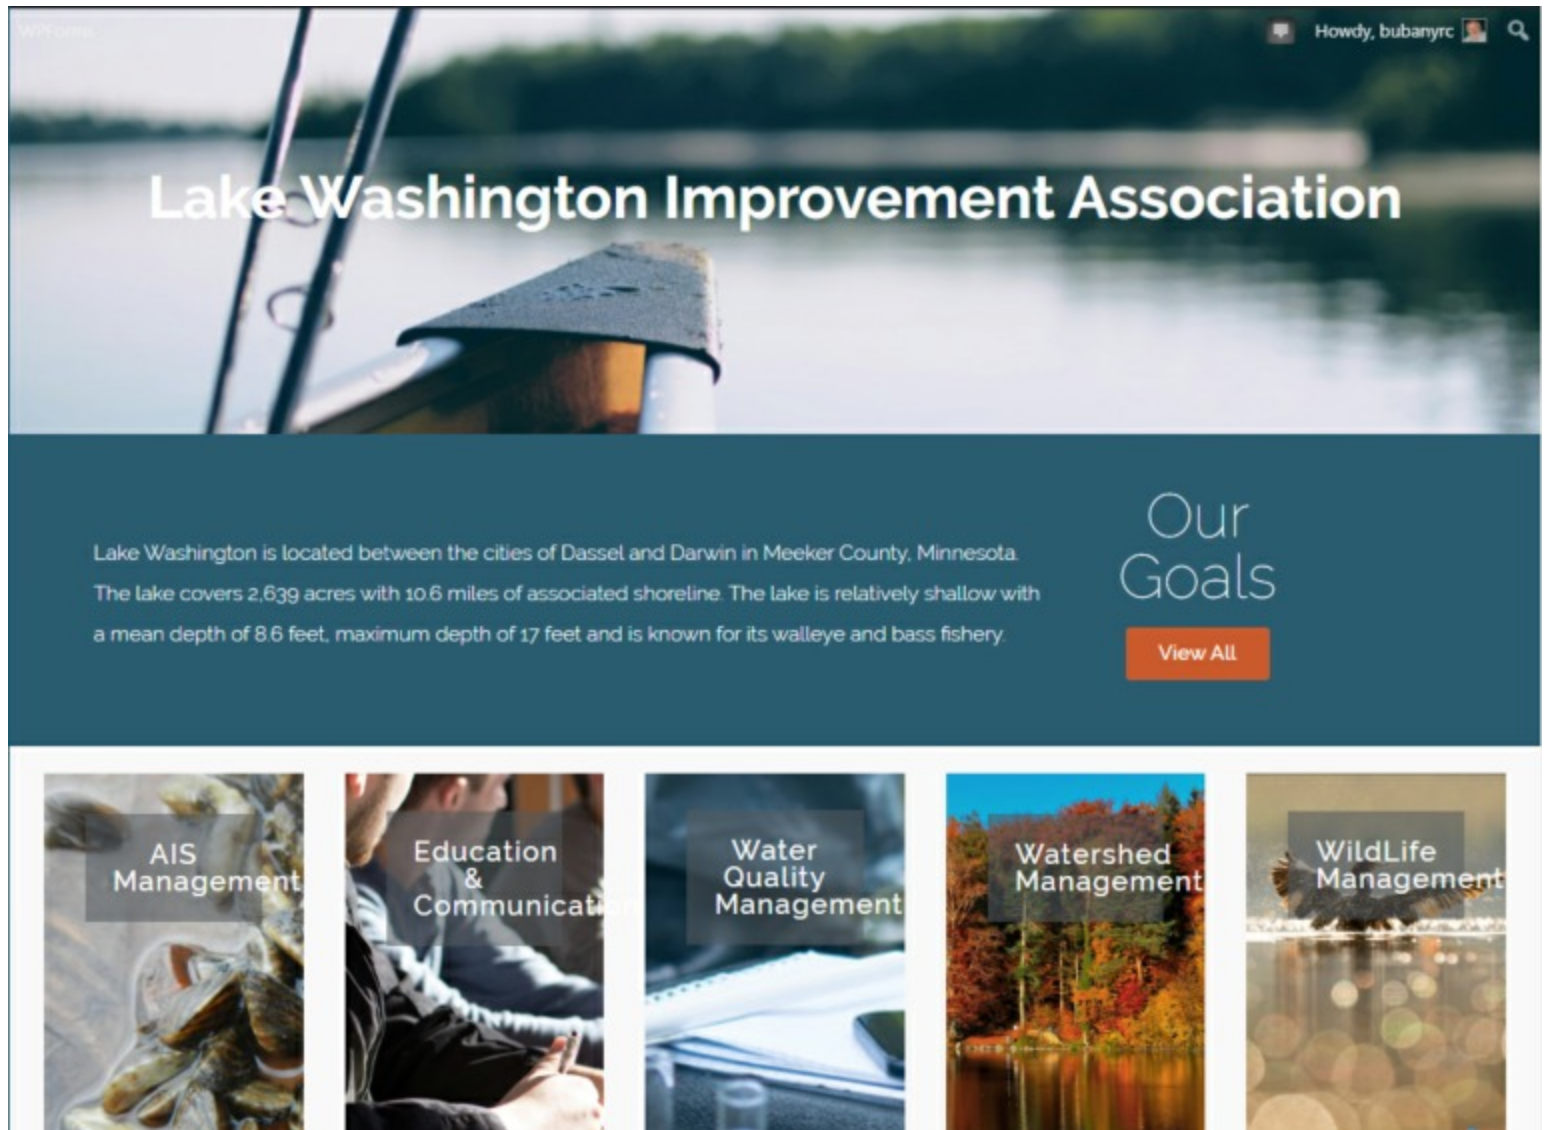 WPForms
Howdy, bubanyrc
Lake Washington Improvement Association
Lake Washington is located between the cities of Dassel and Darwin in Meeker County, Minnesota.
The lake covers 2,639 acres with 10.6 miles of associated shoreline. The lake is relatively shallow with
a mean depth of 8.6 feet, maximum depth of 17 feet and is known for its walleye and bass fishery.
Our
Goals
View All
AIS
Management
Education
&
Communication
Water
Quality
Management
Watershed
Management
WildLife
Management